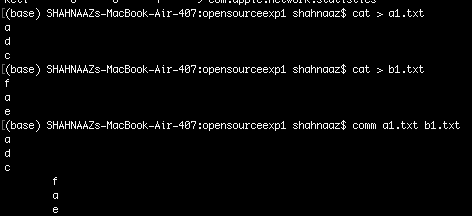 (base) SHAHNAAZs-MacBook-Air-407:opensourceexp1 shahnaaz$ cat > a1.txt
a
d
c
[(base) SHAHNAAZs-MacBook-Air-407:opensourceexp1 shahnaaz$ cat > b1.txt
f
a
e
[(base) SHAHNAAZs-MacBook-Air-407:opensourceexp1 shahnaaz$ comm a1.txt b1.txt
a
d
c
f
a
e